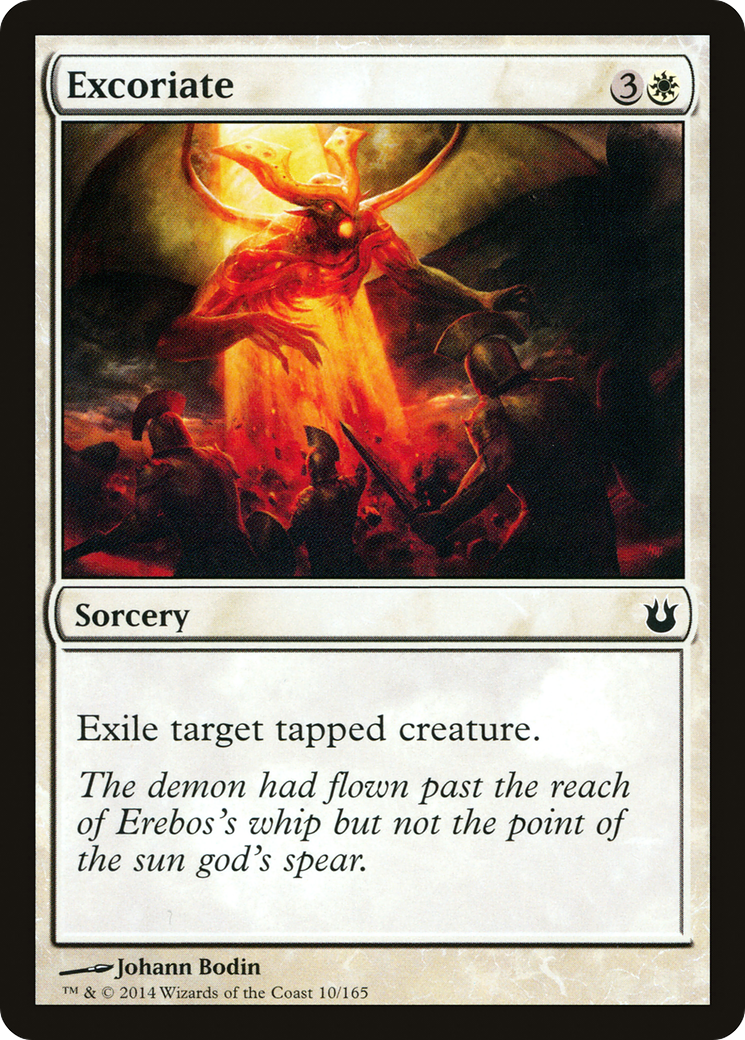 Excoriate
3
Sorcery
Exile target tapped creature.
The demon had flown past the reach
of Erebos's whip but not the point of
the sun god's spear.
Johann Bodin
™ & © 2014 Wizards of the Coast 10/165